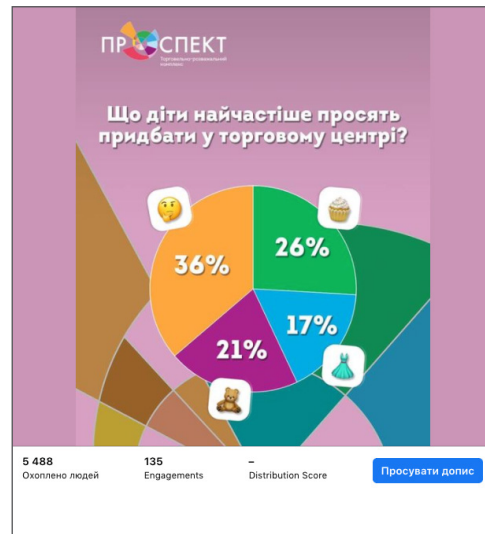 ПРОСПЕКТ
Торговельно-розважальний
комплекс
Що діти найчастіше просять
придбати у торговому центрі?
36%
26%
17%
21%
5 488
Охоплено людей
135
Engagements
–
Distribution Score
Просувати допис